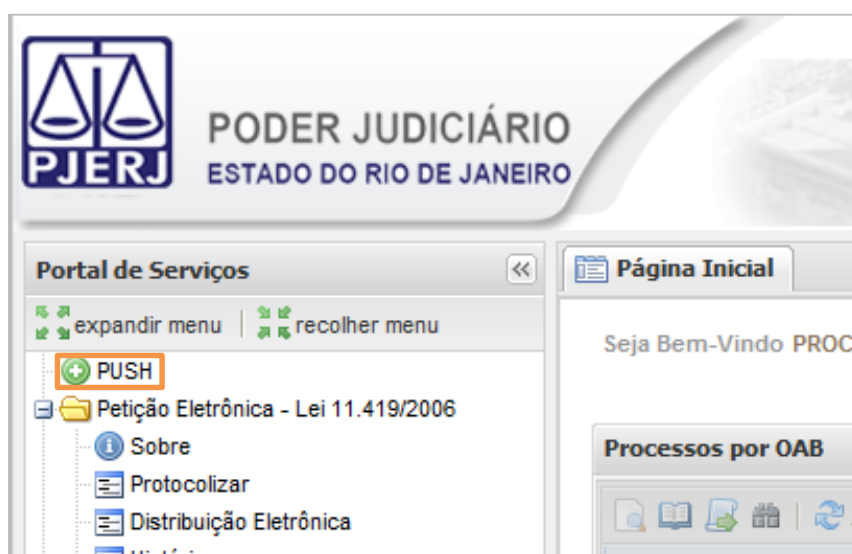 PJERJ
PODER JUDICIÁRIO
ESTADO DO RIO DE JANEIRO
Portal de Serviços
Página Inicial
expandir menu
recolher menu
Seja Bem-Vindo PROC
PUSH
Petição Eletrônica - Lei 11.419/2006
Sobre
Processos por OAB
Protocolizar
Distribuição Eletrônica